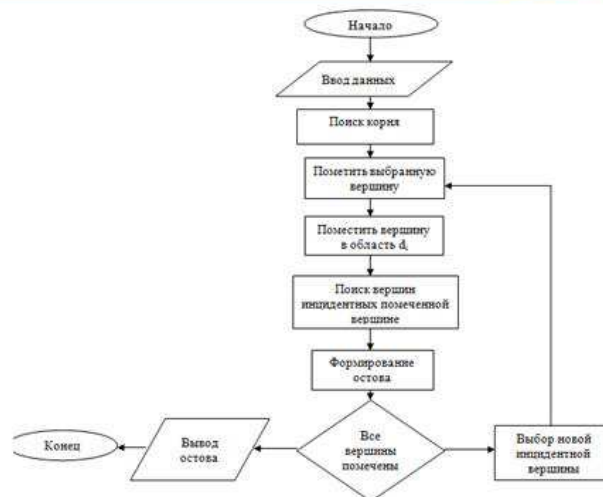 Начало
Ввод данных
Поиск корня
Пометить выбранную
вершину
Поместить вершину
в область dᵢ
Поиск вершин
инцидентных помеченной
вершине
Формирование
остова
Все
вершины
помечены
Выбор новой
инцидентной
вершины
Вывод
остова
Конец